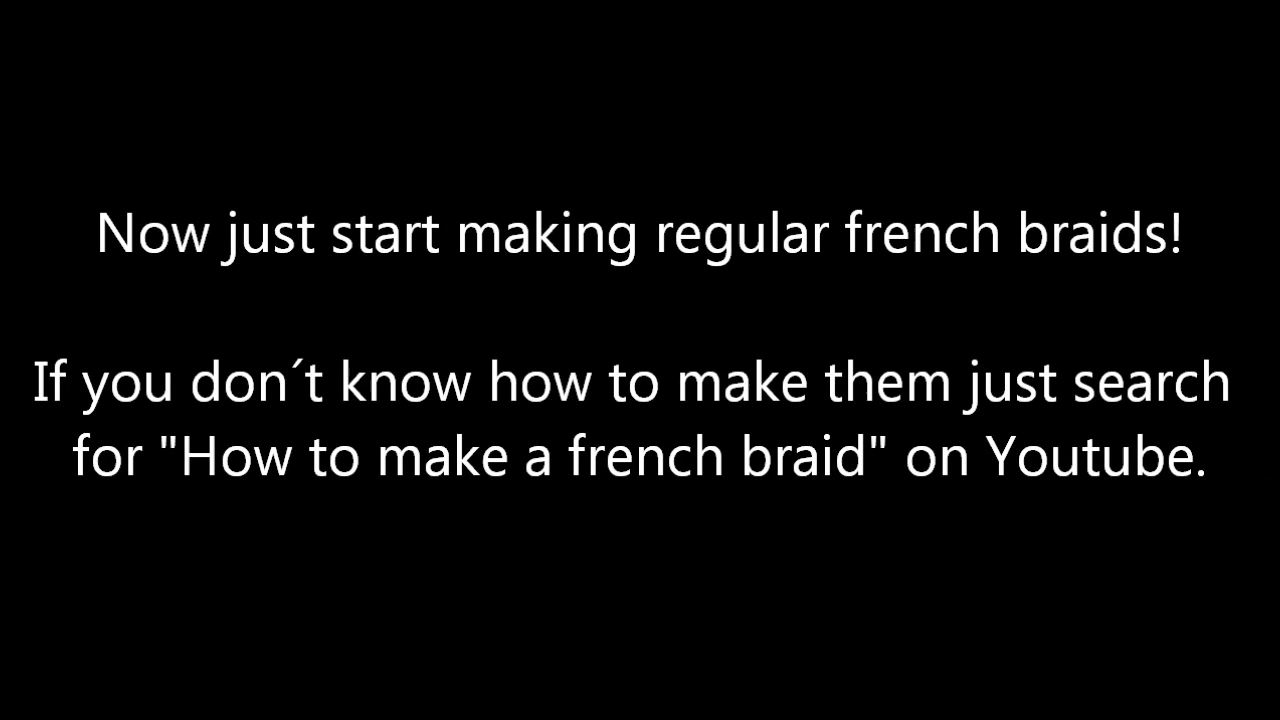 Now just start making regular french braids!
If you don´t know how to make them just search
for "How to make a french braid" on Youtube.